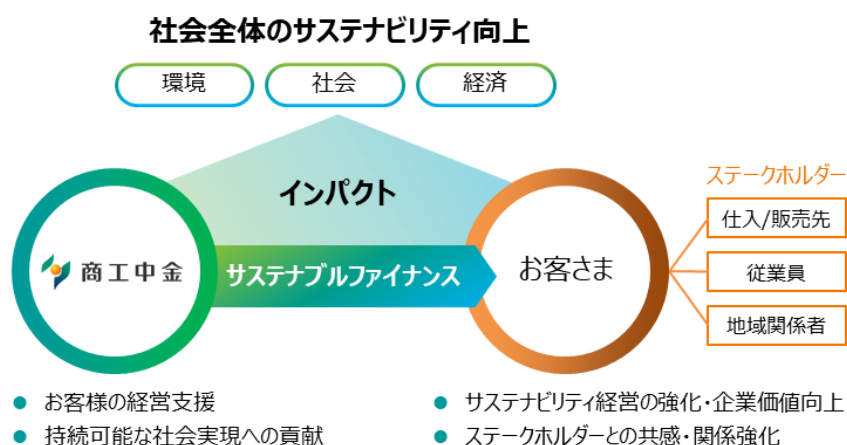 社会全体のサステナビリティ向上
環境 社会 経済
インパクト
商工中金
サステナブルファイナンス
お客さま
ステークホルダー
仕入/販売先
従業員
地域関係者
● お客様の経営支援
● 持続可能な社会実現への貢献
● サステナビリティ経営の強化・企業価値向上
● ステークホルダーとの共感・関係強化